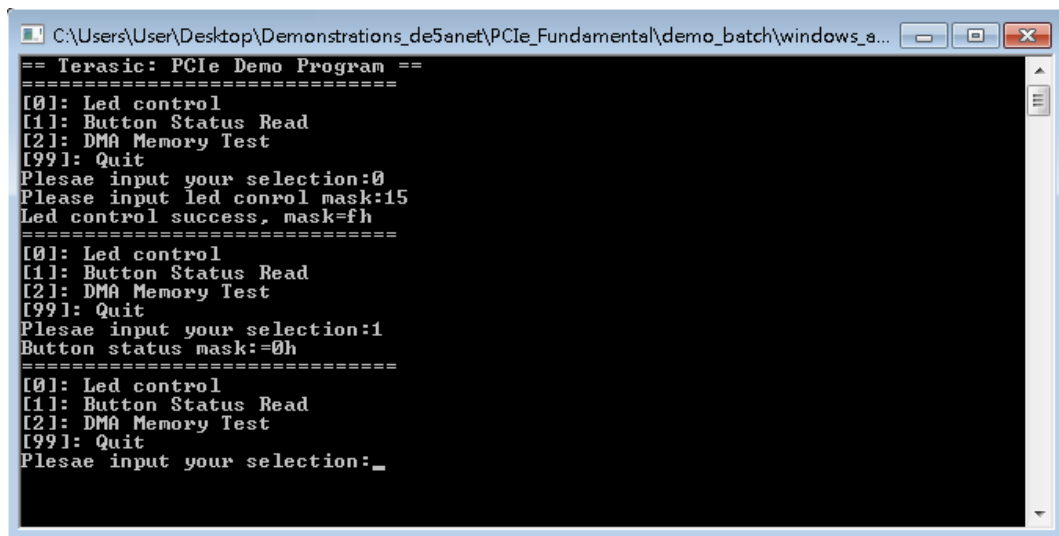 C:\Users\User\Desktop\Demonstrations_de5anet\PCIe_Fundamental\demo_batch\windows_a...
== Terasic: PCIe Demo Program ==
==============================
[0]: Led control
[1]: Button Status Read
[2]: DMA Memory Test
[99]: Quit
Plesae input your selection:0
Please input led conrol mask:15
Led control success, mask=fh
==============================
[0]: Led control
[1]: Button Status Read
[2]: DMA Memory Test
[99]: Quit
Plesae input your selection:1
Button status mask:=0h
==============================
[0]: Led control
[1]: Button Status Read
[2]: DMA Memory Test
[99]: Quit
Plesae input your selection:_